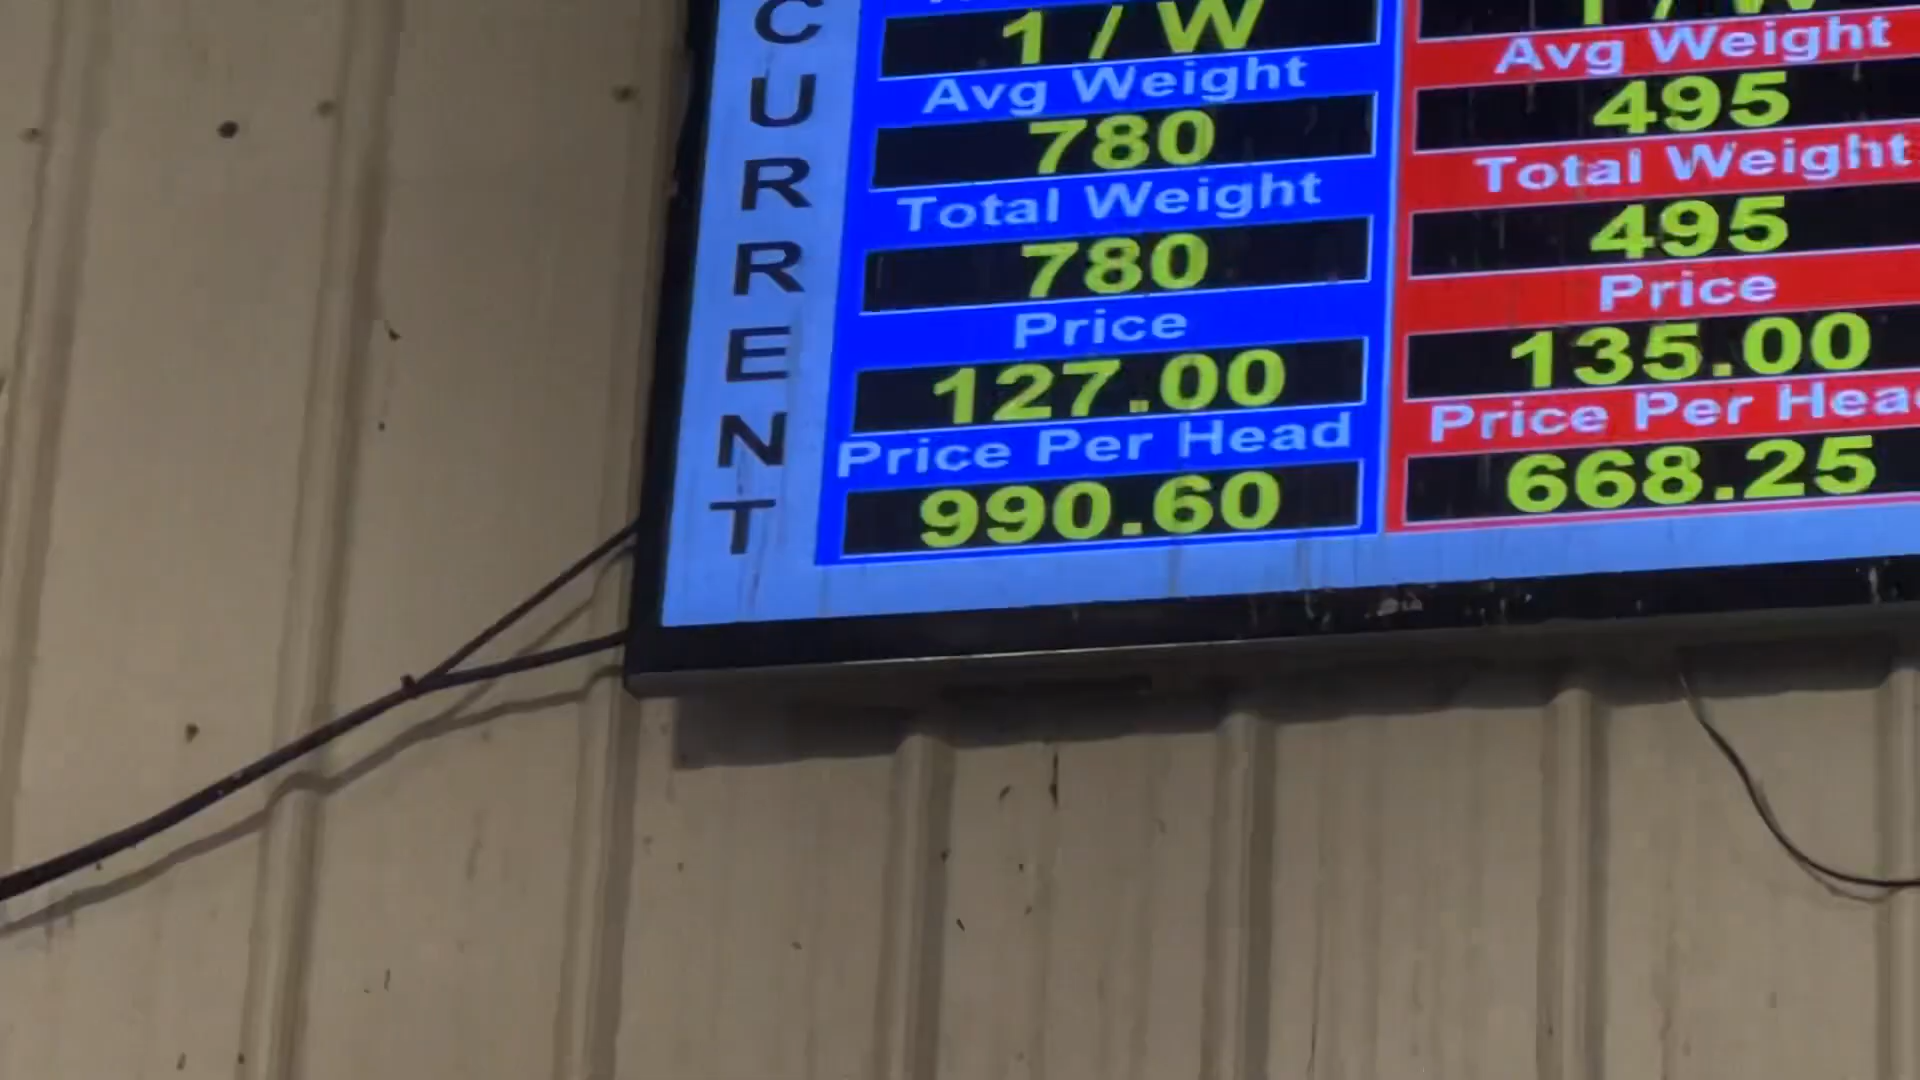 CURRENT
1 / W
Avg Weight
780
Total Weight
780
Price
127.00
Price Per Head
990.60
Avg Weight
495
Total Weight
495
Price
135.00
Price Per Hea
668.25